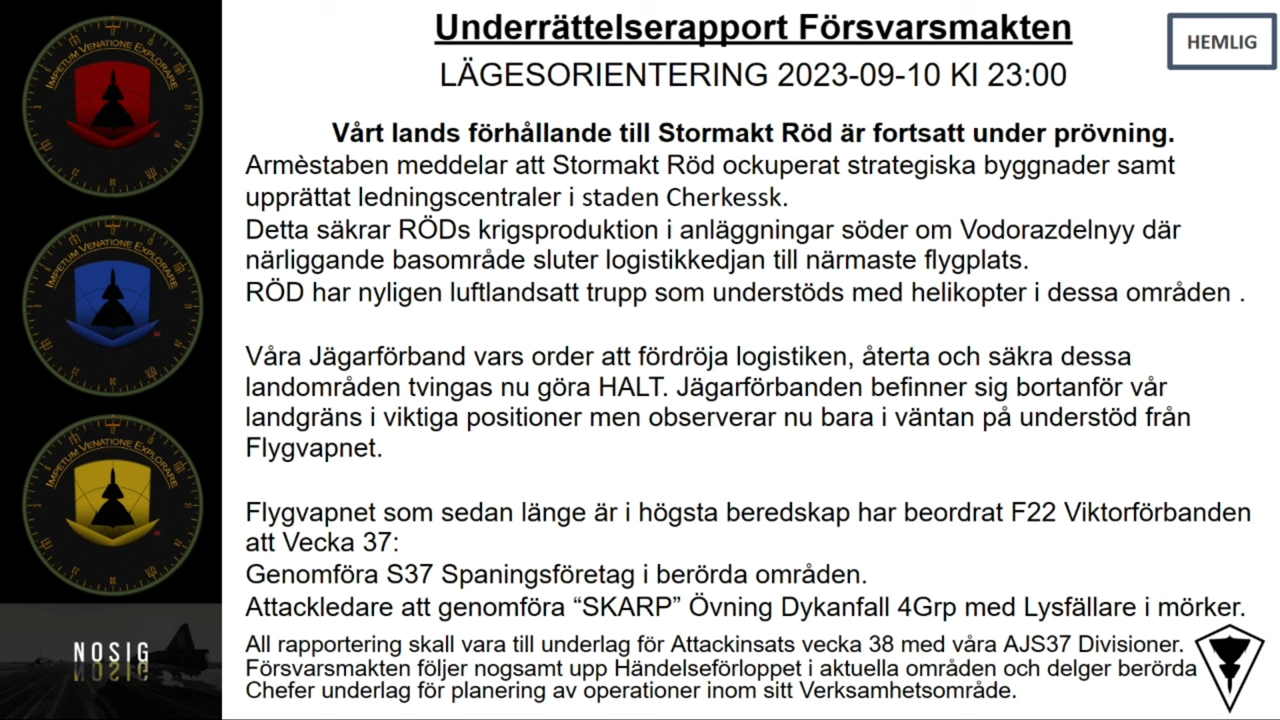 Underrättelserapport Försvarsmakten
HEMLIG
LÄGESORIENTERING 2023-09-10 Kl 23:00
Vårt lands förhållande till Stormakt Röd är fortsatt under prövning.
Armèstaben meddelar att Stormakt Röd ockuperat strategiska byggnader samt
upprättat ledningscentraler i staden Cherkessk.
Detta säkrar RÖDs krigsproduktion i anläggningar söder om Vodorazdelnyy där
närliggande basområde sluter logistikkedjan till närmaste flygplats.
RÖD har nyligen luftlandsatt trupp som understöds med helikopter i dessa områden .
Våra Jägarförband vars order att fördröja logistiken, återta och säkra dessa
landområden tvingas nu göra HALT. Jägarförbanden befinner sig bortanför vår
landgräns i viktiga positioner men observerar nu bara i väntan på understöd från
Flygvapnet.
Flygvapnet som sedan länge är i högsta beredskap har beordrat F22 Viktorförbanden
att Vecka 37:
Genomföra S37 Spaningsföretag i berörda områden.
Attackledare att genomföra “SKARP” Övning Dykanfall 4Grp med Lysfällare i mörker.
All rapportering skall vara till underlag för Attackinsats vecka 38 med våra AJS37 Divisioner.
Försvarsmakten följer nogsamt upp Händelseförloppet i aktuella områden och delger berörda
Chefer underlag för planering av operationer inom sitt Verksamhetsområde.
IMPETUM VENATIONE EXPLORARE
IMPETUM VENATIONE EXPLORARE
IMPETUM VENATIONE EXPLORARE
NOSIG